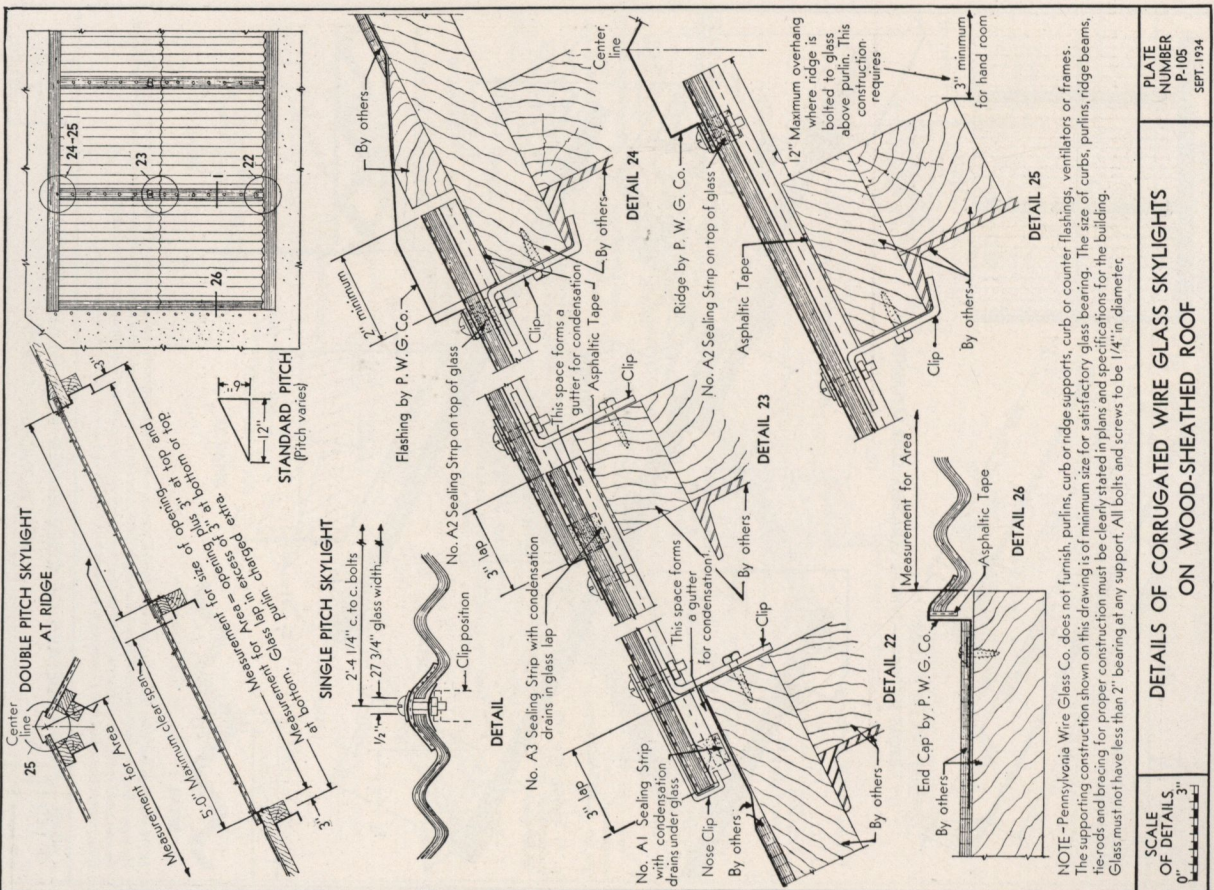 DOUBLE PITCH SKYLIGHT
AT RIDGE
25
Center
line
Measurement for Area
5'-0" Maximum clear span
3"
Measurement for size of opening
Measurement for Area = opening plus 3" at top and
at bottom. Glass lap in excess of 3" at bottom or top
purlin charged extra.
3"
SINGLE PITCH SKYLIGHT
6"
12"
STANDARD PITCH
(Pitch varies)
24-25
23
22
26
1
B
B
2'-4 1/4" c. to c. bolts
27 3/4" glass width
1/2"
Clip position
DETAIL
Flashing by P. W. G. Co.
2" minimum
By others
No. A2 Sealing Strip on top of glass
Clip
By others
DETAIL 24
No. A3 Sealing Strip with condensation
drains in glass lap
3" lap
This space forms a
gutter for condensation
Asphaltic Tape
Clip
By others
DETAIL 23
No. A1 Sealing Strip
with condensation
drains under glass
3" lap
Nose Clip
By others
This space forms
a gutter
for condensation
Clip
By others
DETAIL 22
Center
line
Ridge by P. W. G. Co.
No. A2 Sealing Strip on top of glass
Asphaltic Tape
12" Maximum overhang
where ridge is
bolted to glass
above purlin. This
construction
requires
3" minimum
for hand room
Clip
By others
DETAIL 25
End Cap by P. W. G. Co.
By others
Measurement for Area
Asphaltic Tape
DETAIL 26
NOTE-Pennsylvania Wire Glass Co. does not furnish, purlins, curb or ridge supports, curb or counter flashings, ventilators or frames.
The supporting construction shown on this drawing is of minimum size for satisfactory glass bearing. The size of curbs, purlins, ridge beams,
tie-rods and bracing for proper construction must be clearly stated in plans and specifications for the building.
Glass must not have less than 2" bearing at any support. All bolts and screws to be 1/4" in diameter.
SCALE
OF DETAILS
0" 3"
DETAILS OF CORRUGATED WIRE GLASS SKYLIGHTS
ON WOOD-SHEATHED ROOF
PLATE
NUMBER
P-105
SEPT. 1934